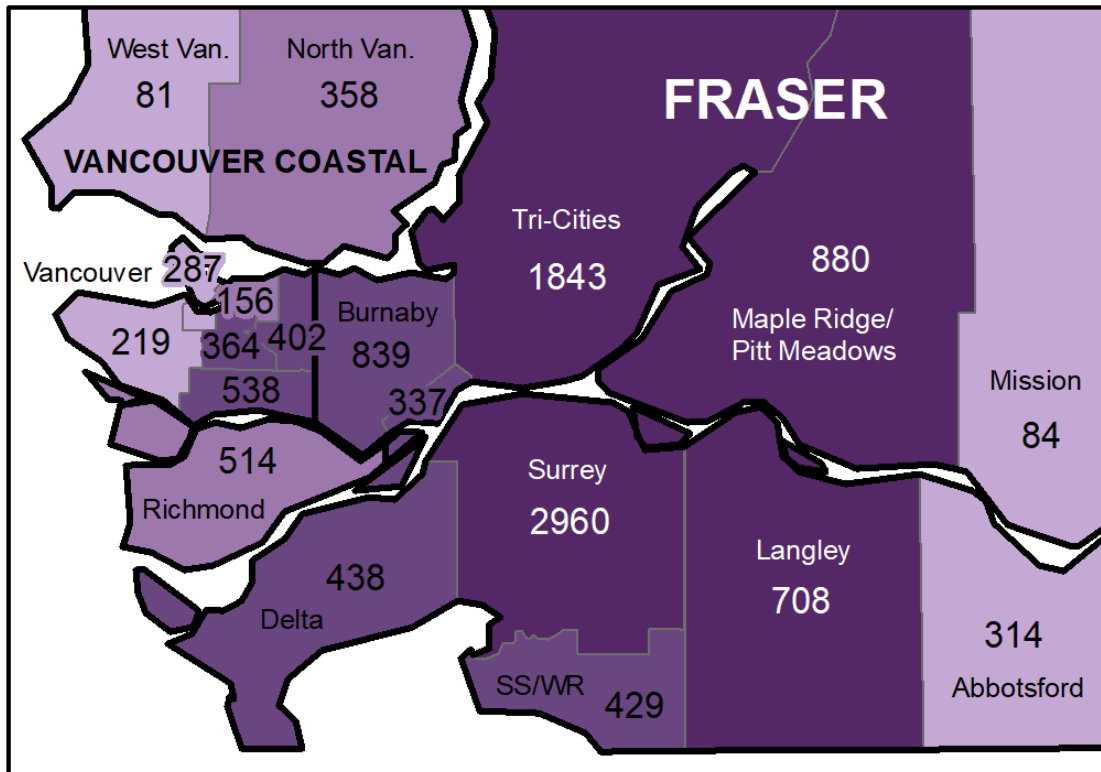 West Van.
81
North Van.
358
FRASER
VANCOUVER COASTAL
Tri-Cities
1843
880
Maple Ridge/
Pitt Meadows
Vancouver
287
156
219
364
402
538
Burnaby
839
337
Mission
84
514
Richmond
Surrey
2960
Langley
708
438
Delta
SS/WR
429
314
Abbotsford